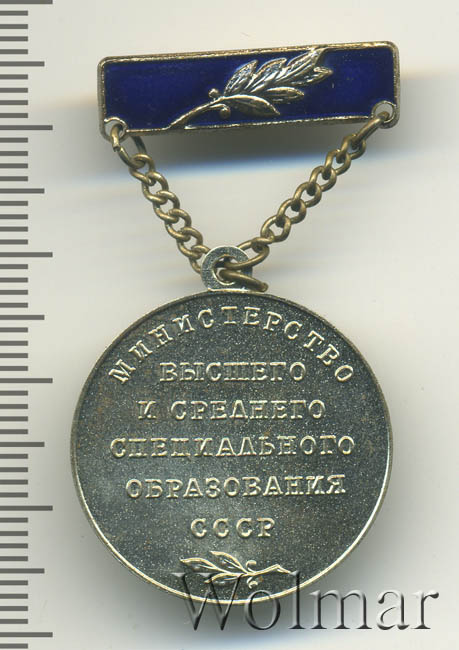 МИНИСТЕРСТВО
ВЫСШЕГО
И СРЕДНЕГО
СПЕЦИАЛЬНОГО
ОБРАЗОВАНИЯ
СССР
Wolmar